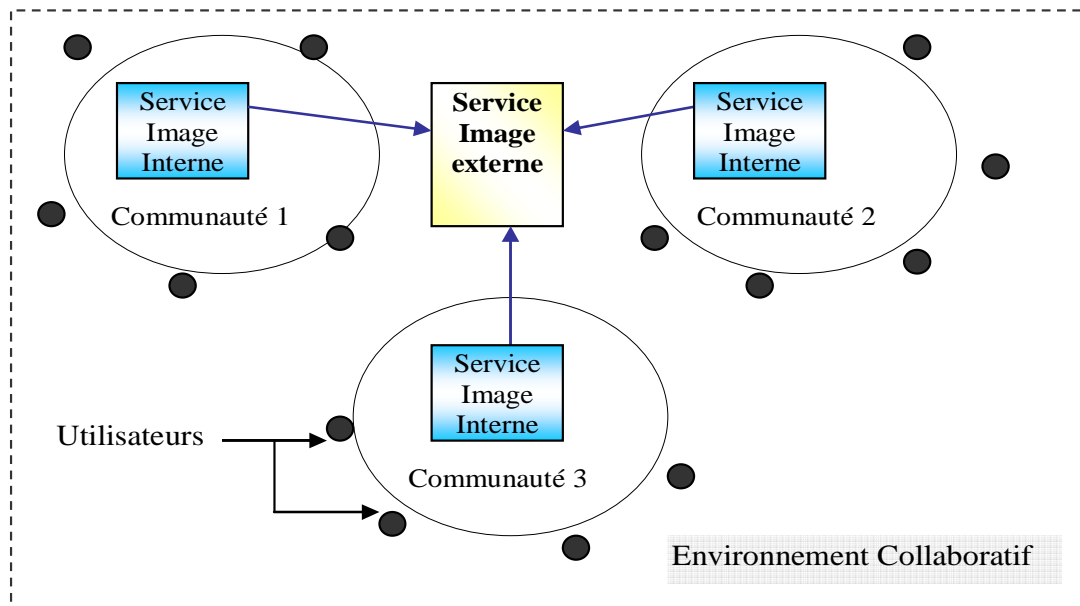 Service
Image
Interne
Communauté 1
Service
Image
externe
Service
Image
Interne
Communauté 2
Service
Image
Interne
Communauté 3
Utilisateurs
Environnement Collaboratif